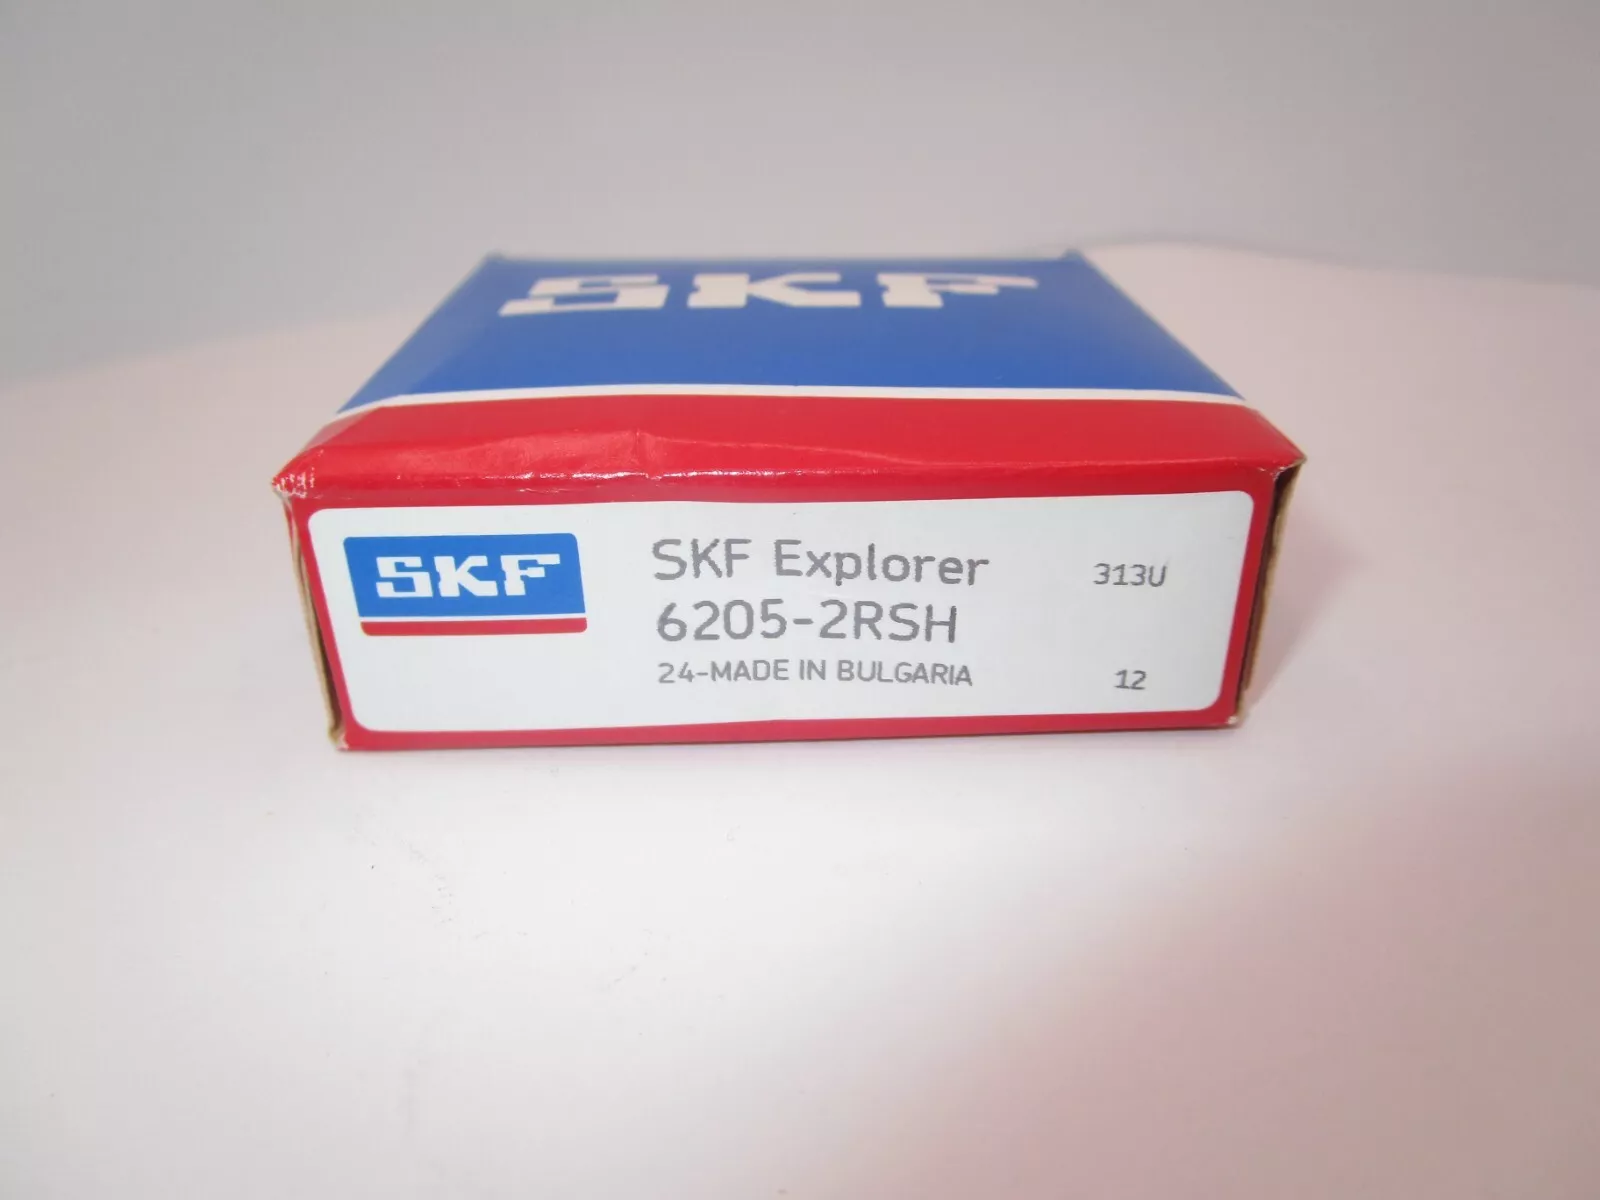 SKF
SKF
SKF Explorer
313U
6205-2RSH
24-MADE IN BULGARIA
12